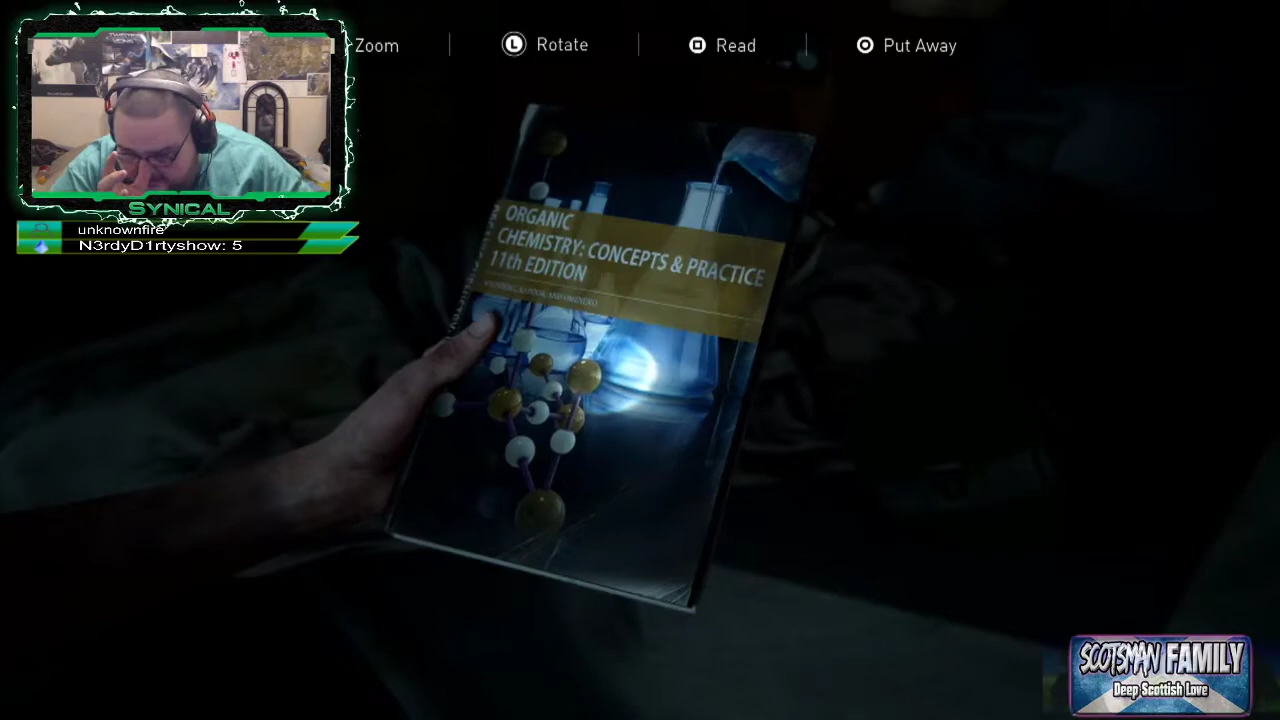 Zoom
L Rotate
Read
Put Away
SYNICAL
unknownfire
N3rdyD1rtyshow: 5
ORGANIC
CHEMISTRY: CONCEPTS & PRACTICE
11th EDITION
SCOTSMAN FAMILY
Deep Scottish Love